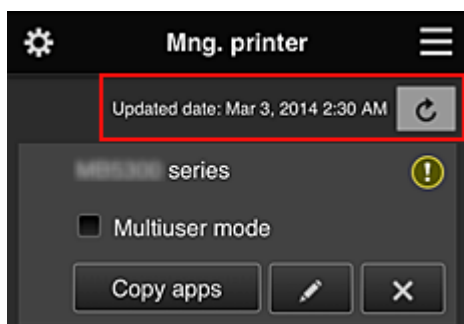 Mng. printer
Updated date: Mar 3, 2014 2:30 AM
series
Multiuser mode
Copy apps